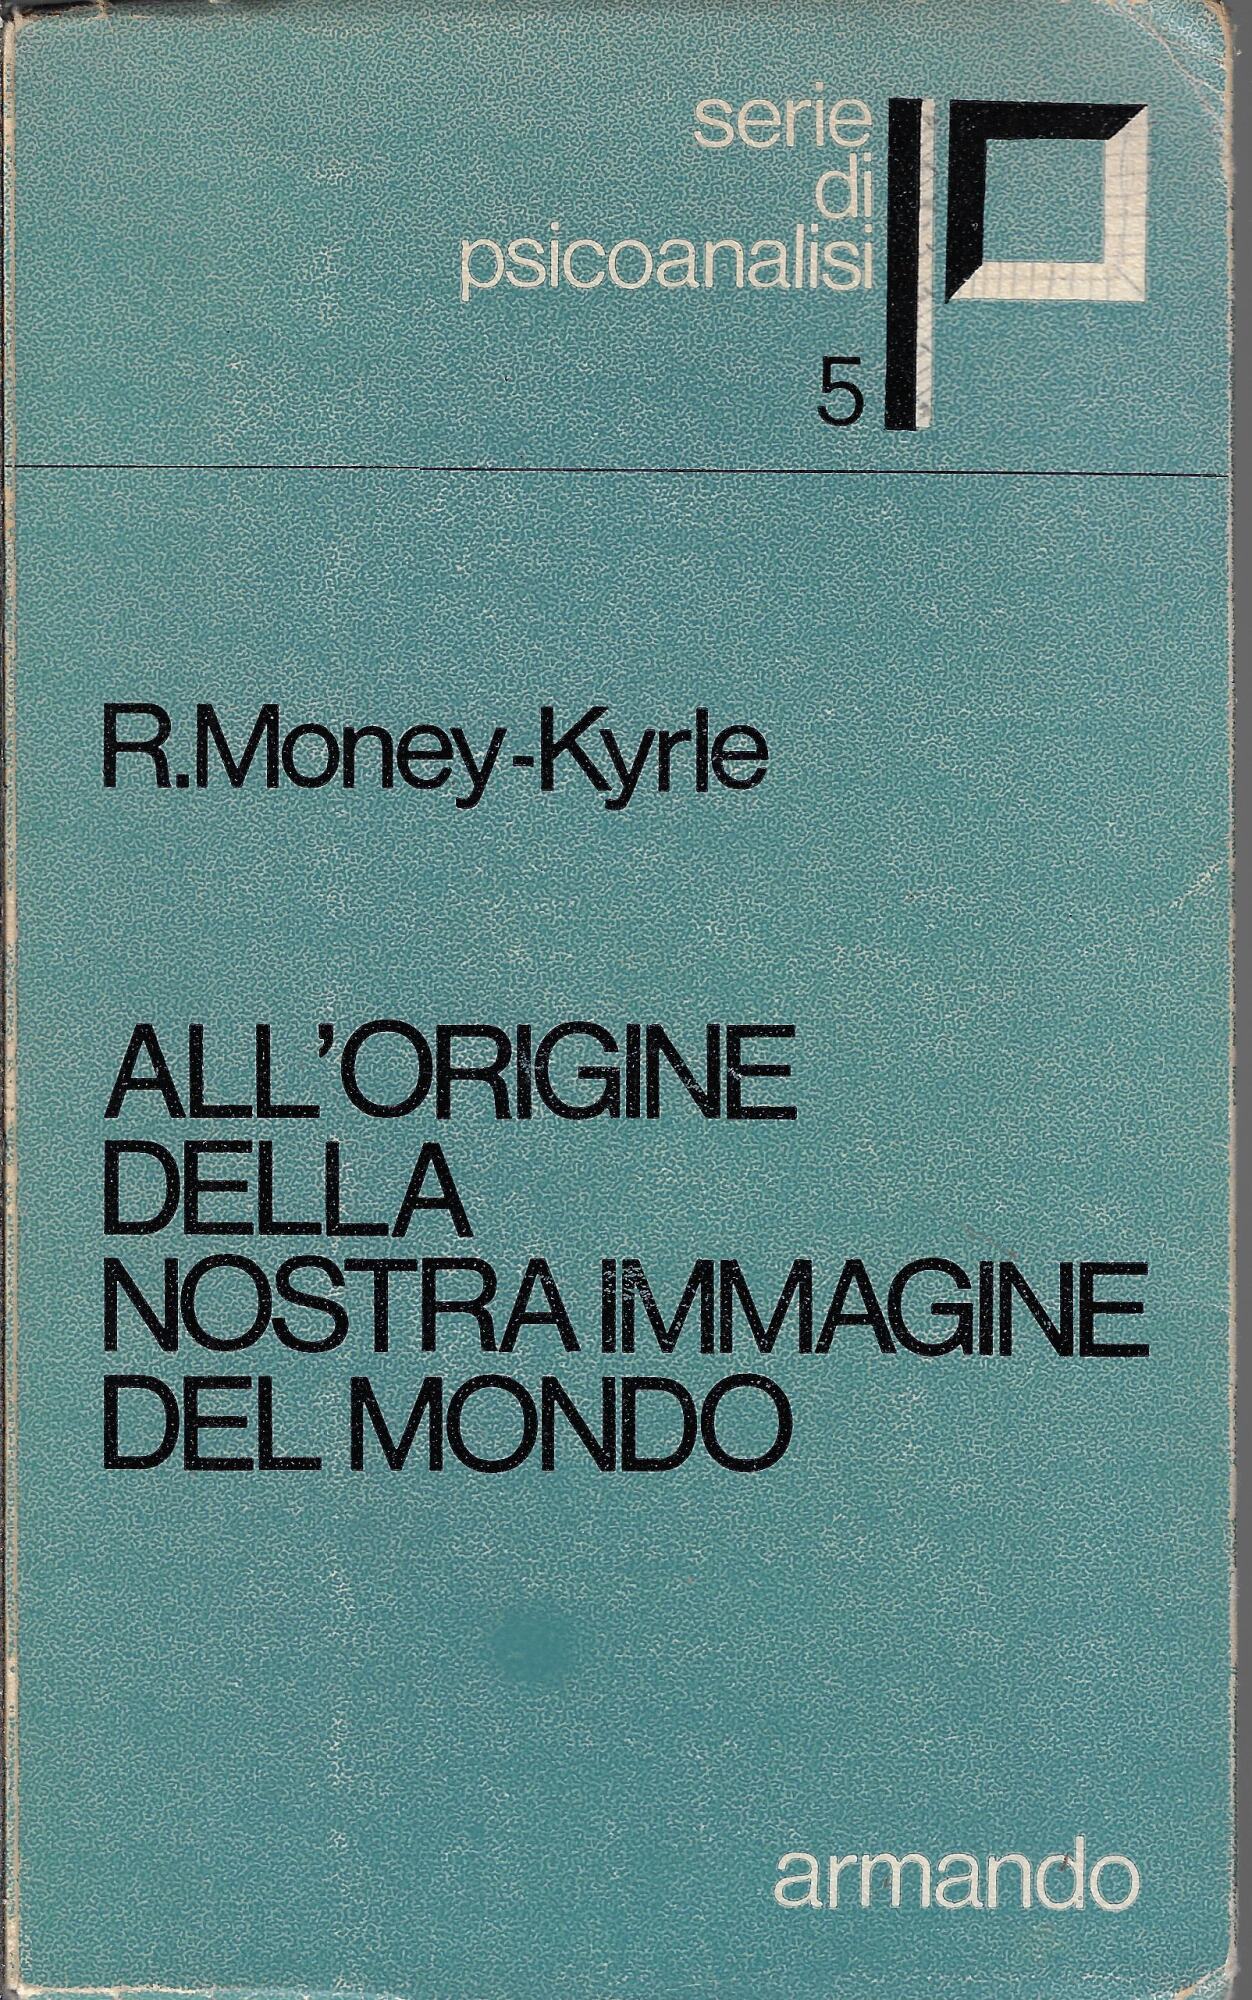 serie
di
psicoanalisi
5
R.Money-Kyrle
ALL'ORIGINE
DELLA
NOSTRA IMMAGINE
DEL MONDO
armando